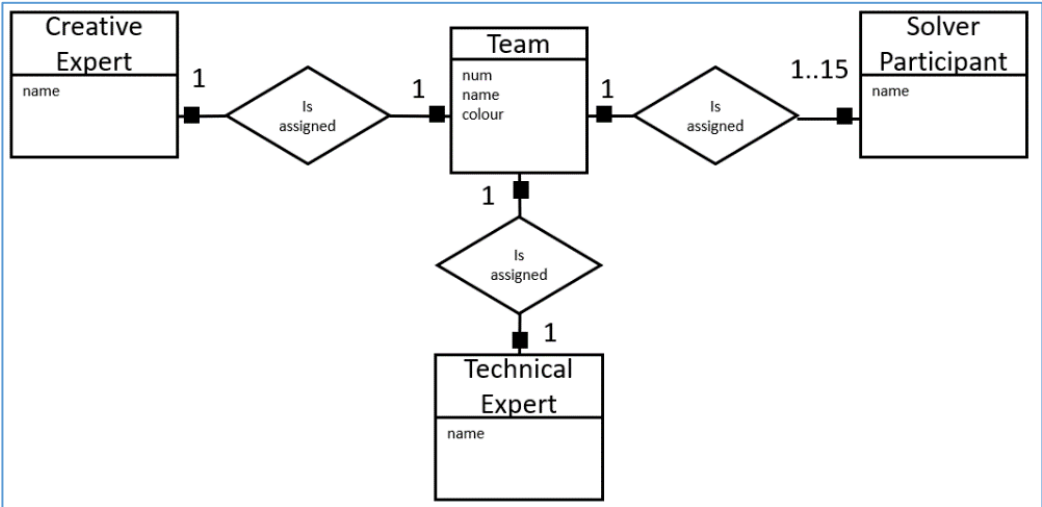 Creative
Expert
name
1
Is
assigned
1
Team
num
name
colour
1
Is
assigned
1..15
Solver
Participant
name
1
Is
assigned
1
Technical
Expert
name